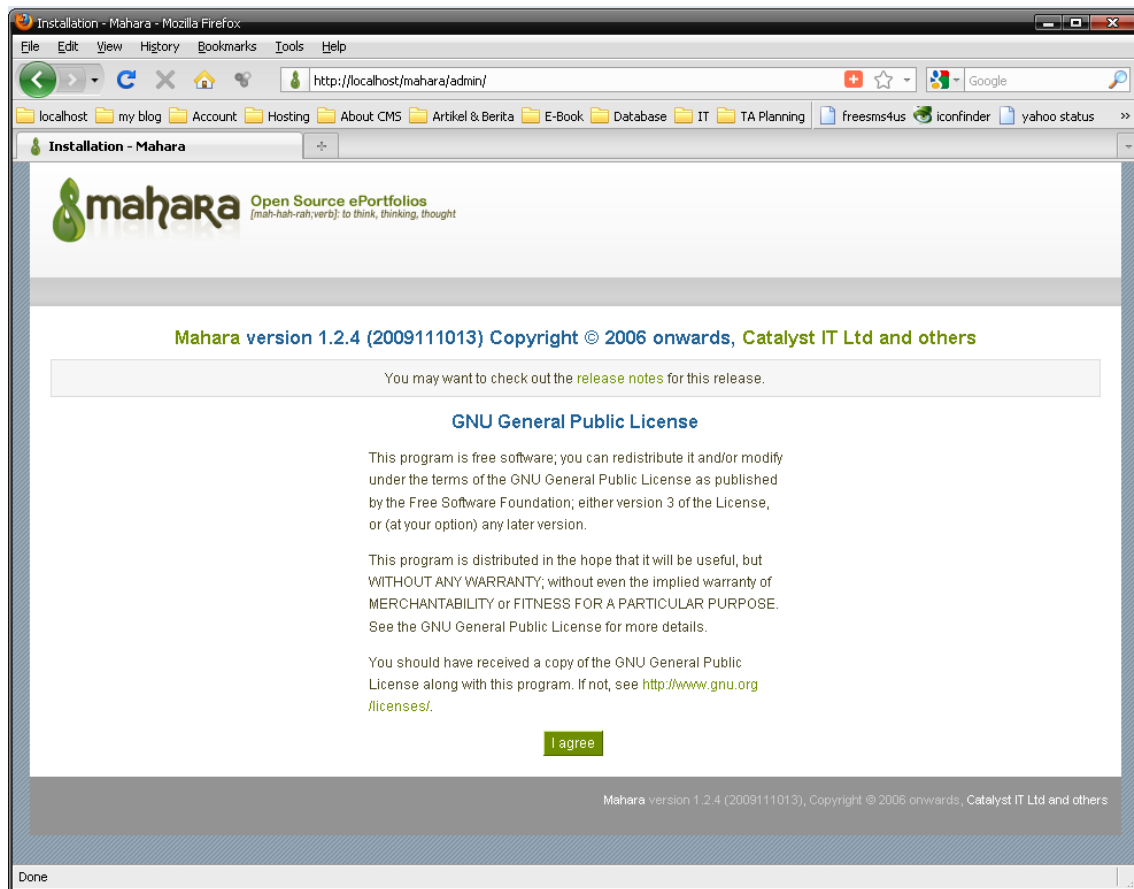 Installation - Mahara - Mozilla Firefox
File Edit View History Bookmarks Tools Help
http://localhost/mahara/admin/ Google
localhost my blog Account Hosting About CMS Artikel & Berita E-Book Database IT TA Planning freesms4us iconfinder yahoo status »
Installation - Mahara
mahara Open Source ePortfolios
[mah-hah-rah;verb]: to think, thinking, thought
Mahara version 1.2.4 (2009111013) Copyright © 2006 onwards, Catalyst IT Ltd and others
You may want to check out the release notes for this release.
GNU General Public License
This program is free software; you can redistribute it and/or modify
under the terms of the GNU General Public License as published
by the Free Software Foundation; either version 3 of the License,
or (at your option) any later version.
This program is distributed in the hope that it will be useful, but
WITHOUT ANY WARRANTY; without even the implied warranty of
MERCHANTABILITY or FITNESS FOR A PARTICULAR PURPOSE.
See the GNU General Public License for more details.
You should have received a copy of the GNU General Public
License along with this program. If not, see http://www.gnu.org
/licenses/.
I agree
Mahara version 1.2.4 (2009111013), Copyright © 2006 onwards, Catalyst IT Ltd and others
Done